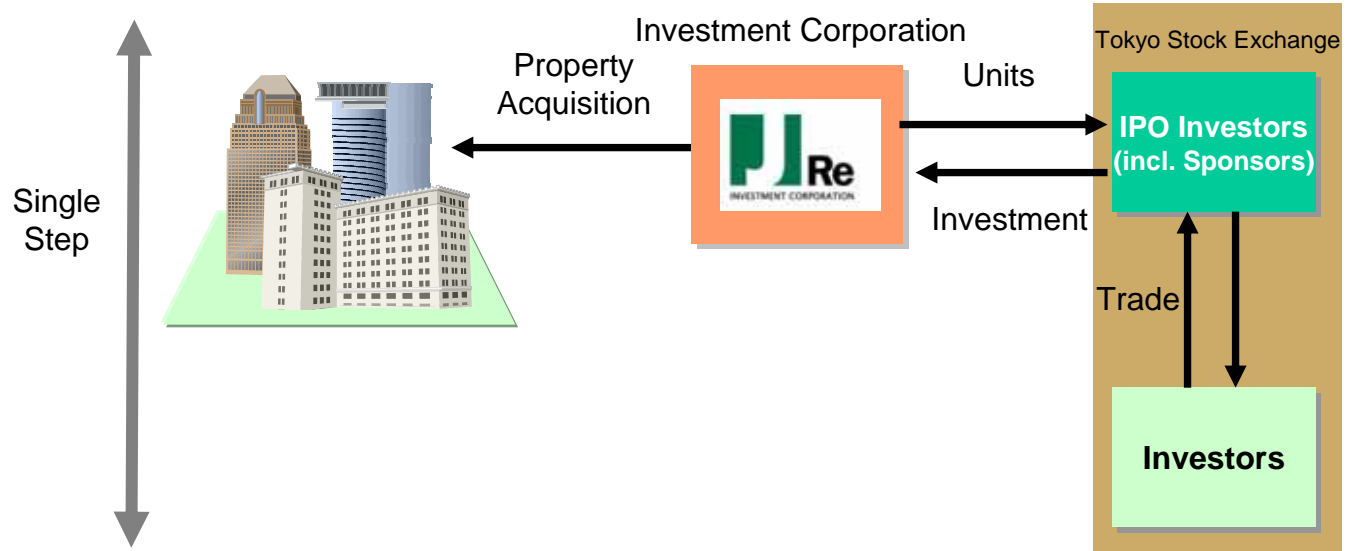 Single
Step
Property
Acquisition
Investment Corporation
PJRe
INVESTMENT CORPORATION
Units
Investment
Tokyo Stock Exchange
IPO Investors
(incl. Sponsors)
Trade
Investors